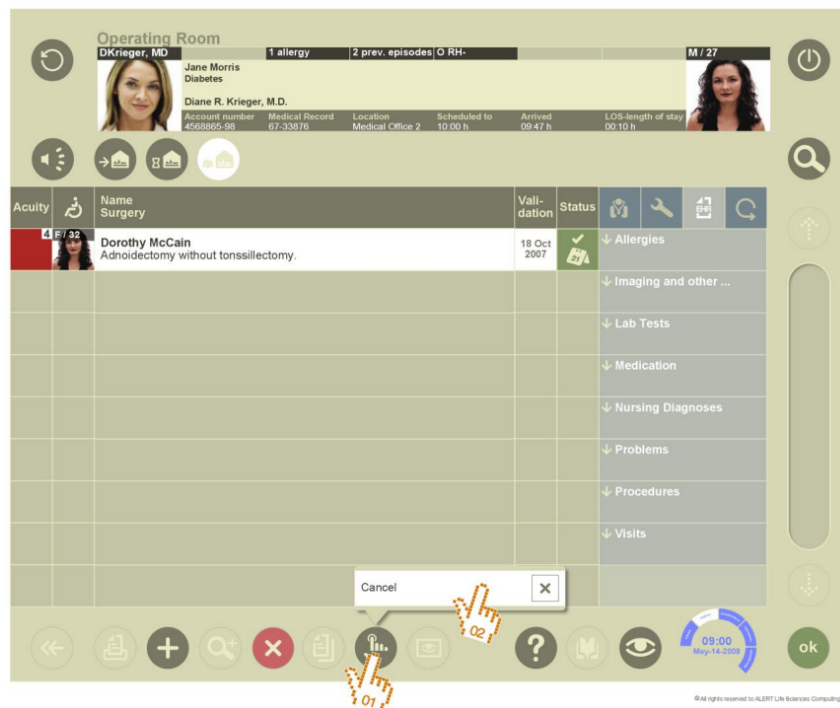 Operating Room
DKrieger, MD 1 allergy 2 prev. episodes O RH- M / 27
Jane Morris
Diabetes
Diane R. Krieger, M.D.
Account number Medical Record Location Scheduled to Arrived LOS-length of stay
4568865-98 67-33876 Medical Office 2 10:00 h 09:47 h 00:10 h
Acuity Name Surgery Vali-dation Status EHR
4 F / 32 Dorothy McCain 18 Oct 2007 21
Adnoidectomy without tonssillectomy.
Allergies
Imaging and other ...
Lab Tests
Medication
Nursing Diagnoses
Problems
Procedures
Visits
Cancel
02
01
?
09:00
May-14-2008
ok
©All rights reserved to ALERT Life Sciences Computing